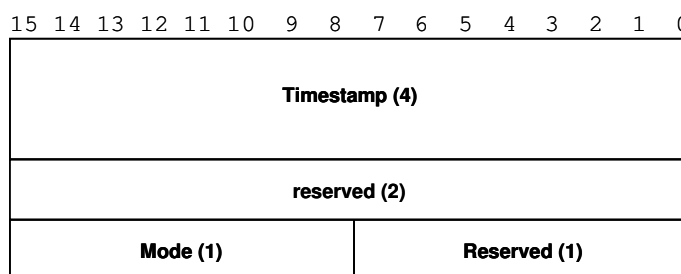 15 14 13 12 11 10 9 8 7 6 5 4 3 2 1 0
Timestamp (4)
reserved (2)
Mode (1) Reserved (1)